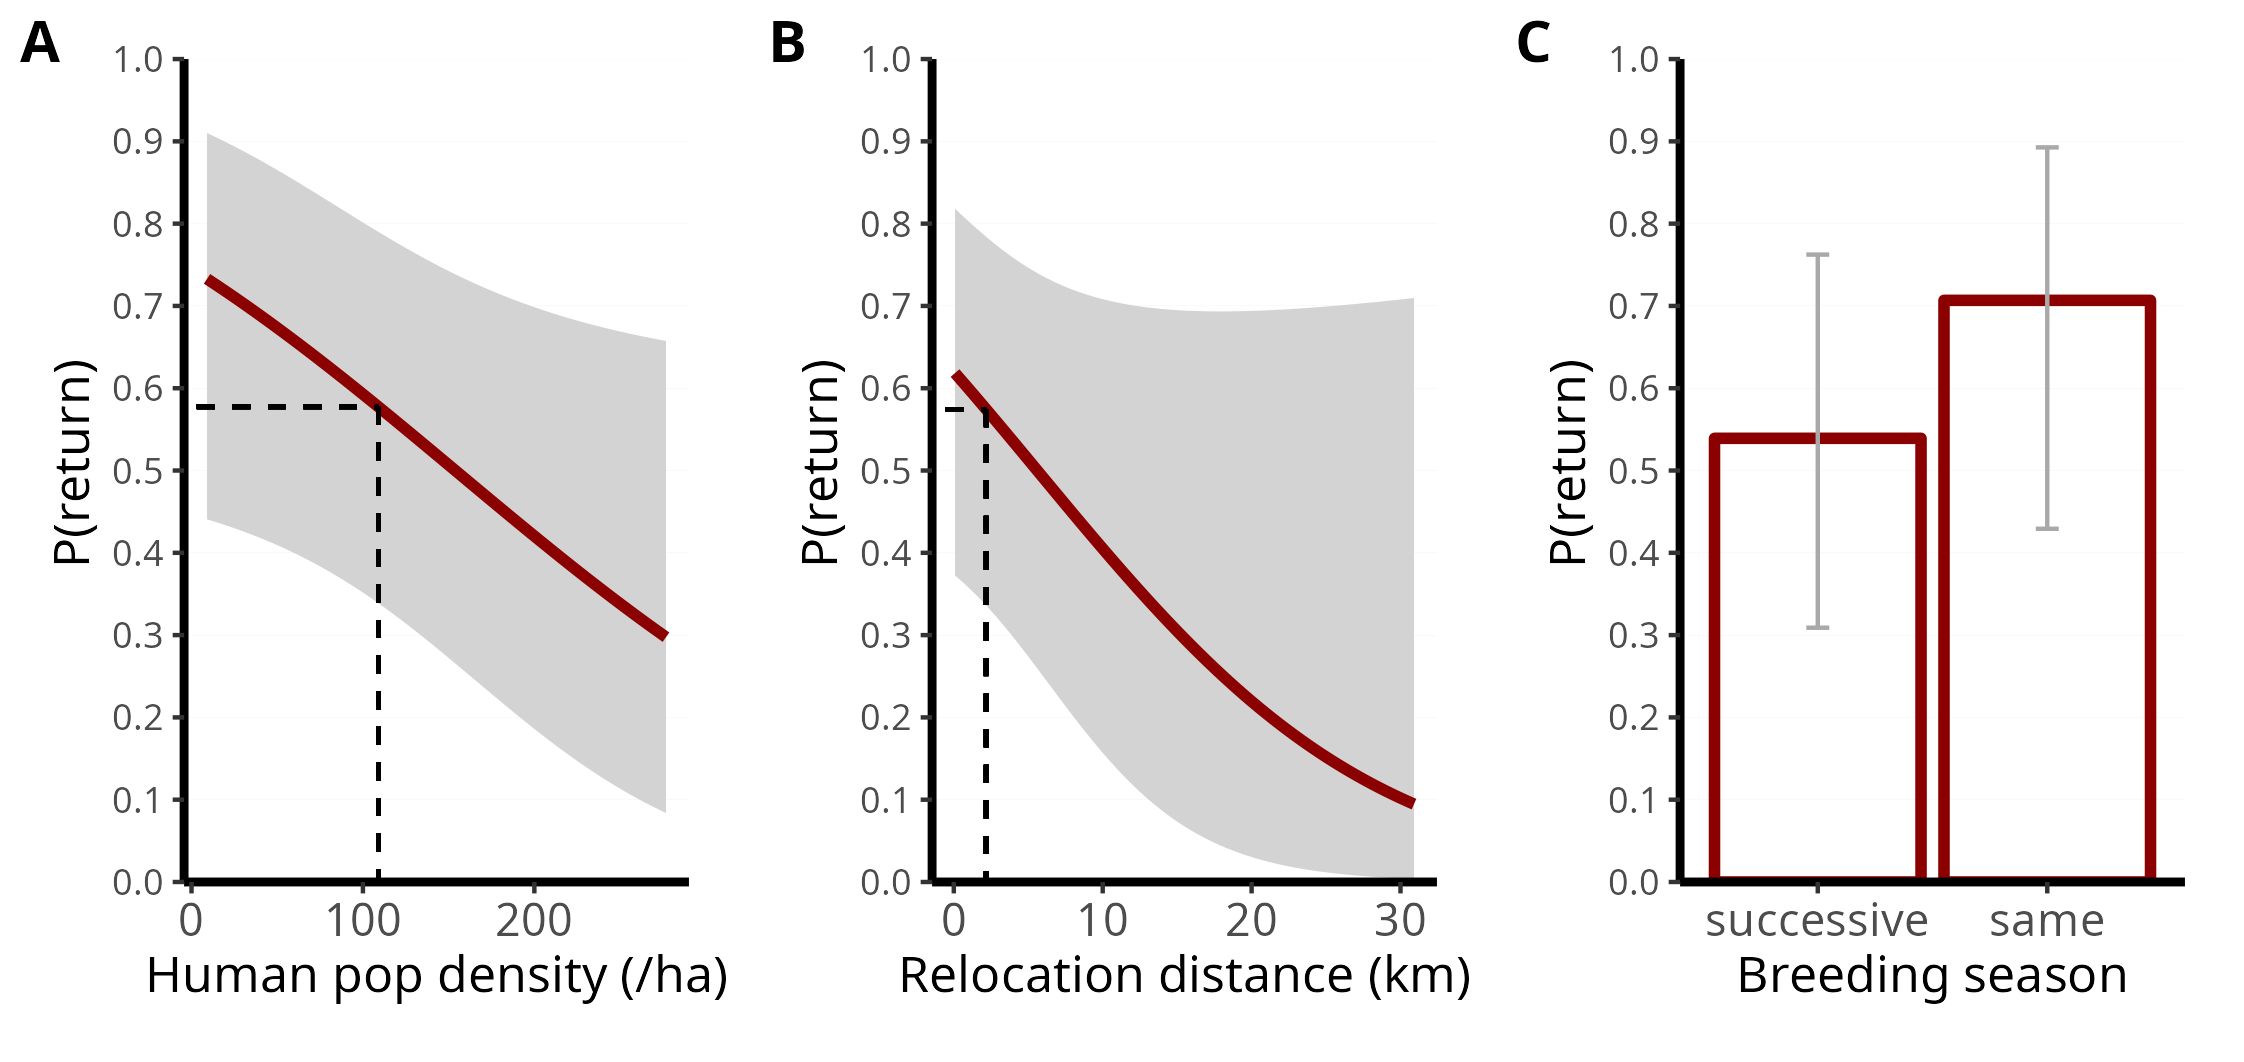 A
1.0
0.9
0.8
0.7
0.6
0.5
0.4
0.3
0.2
0.1
0.0
P(return)
0 100 200
Human pop density (/ha)
B
1.0
0.9
0.8
0.7
0.6
0.5
0.4
0.3
0.2
0.1
0.0
P(return)
0 10 20 30
Relocation distance (km)
C
1.0
0.9
0.8
0.7
0.6
0.5
0.4
0.3
0.2
0.1
0.0
P(return)
successive same
Breeding season